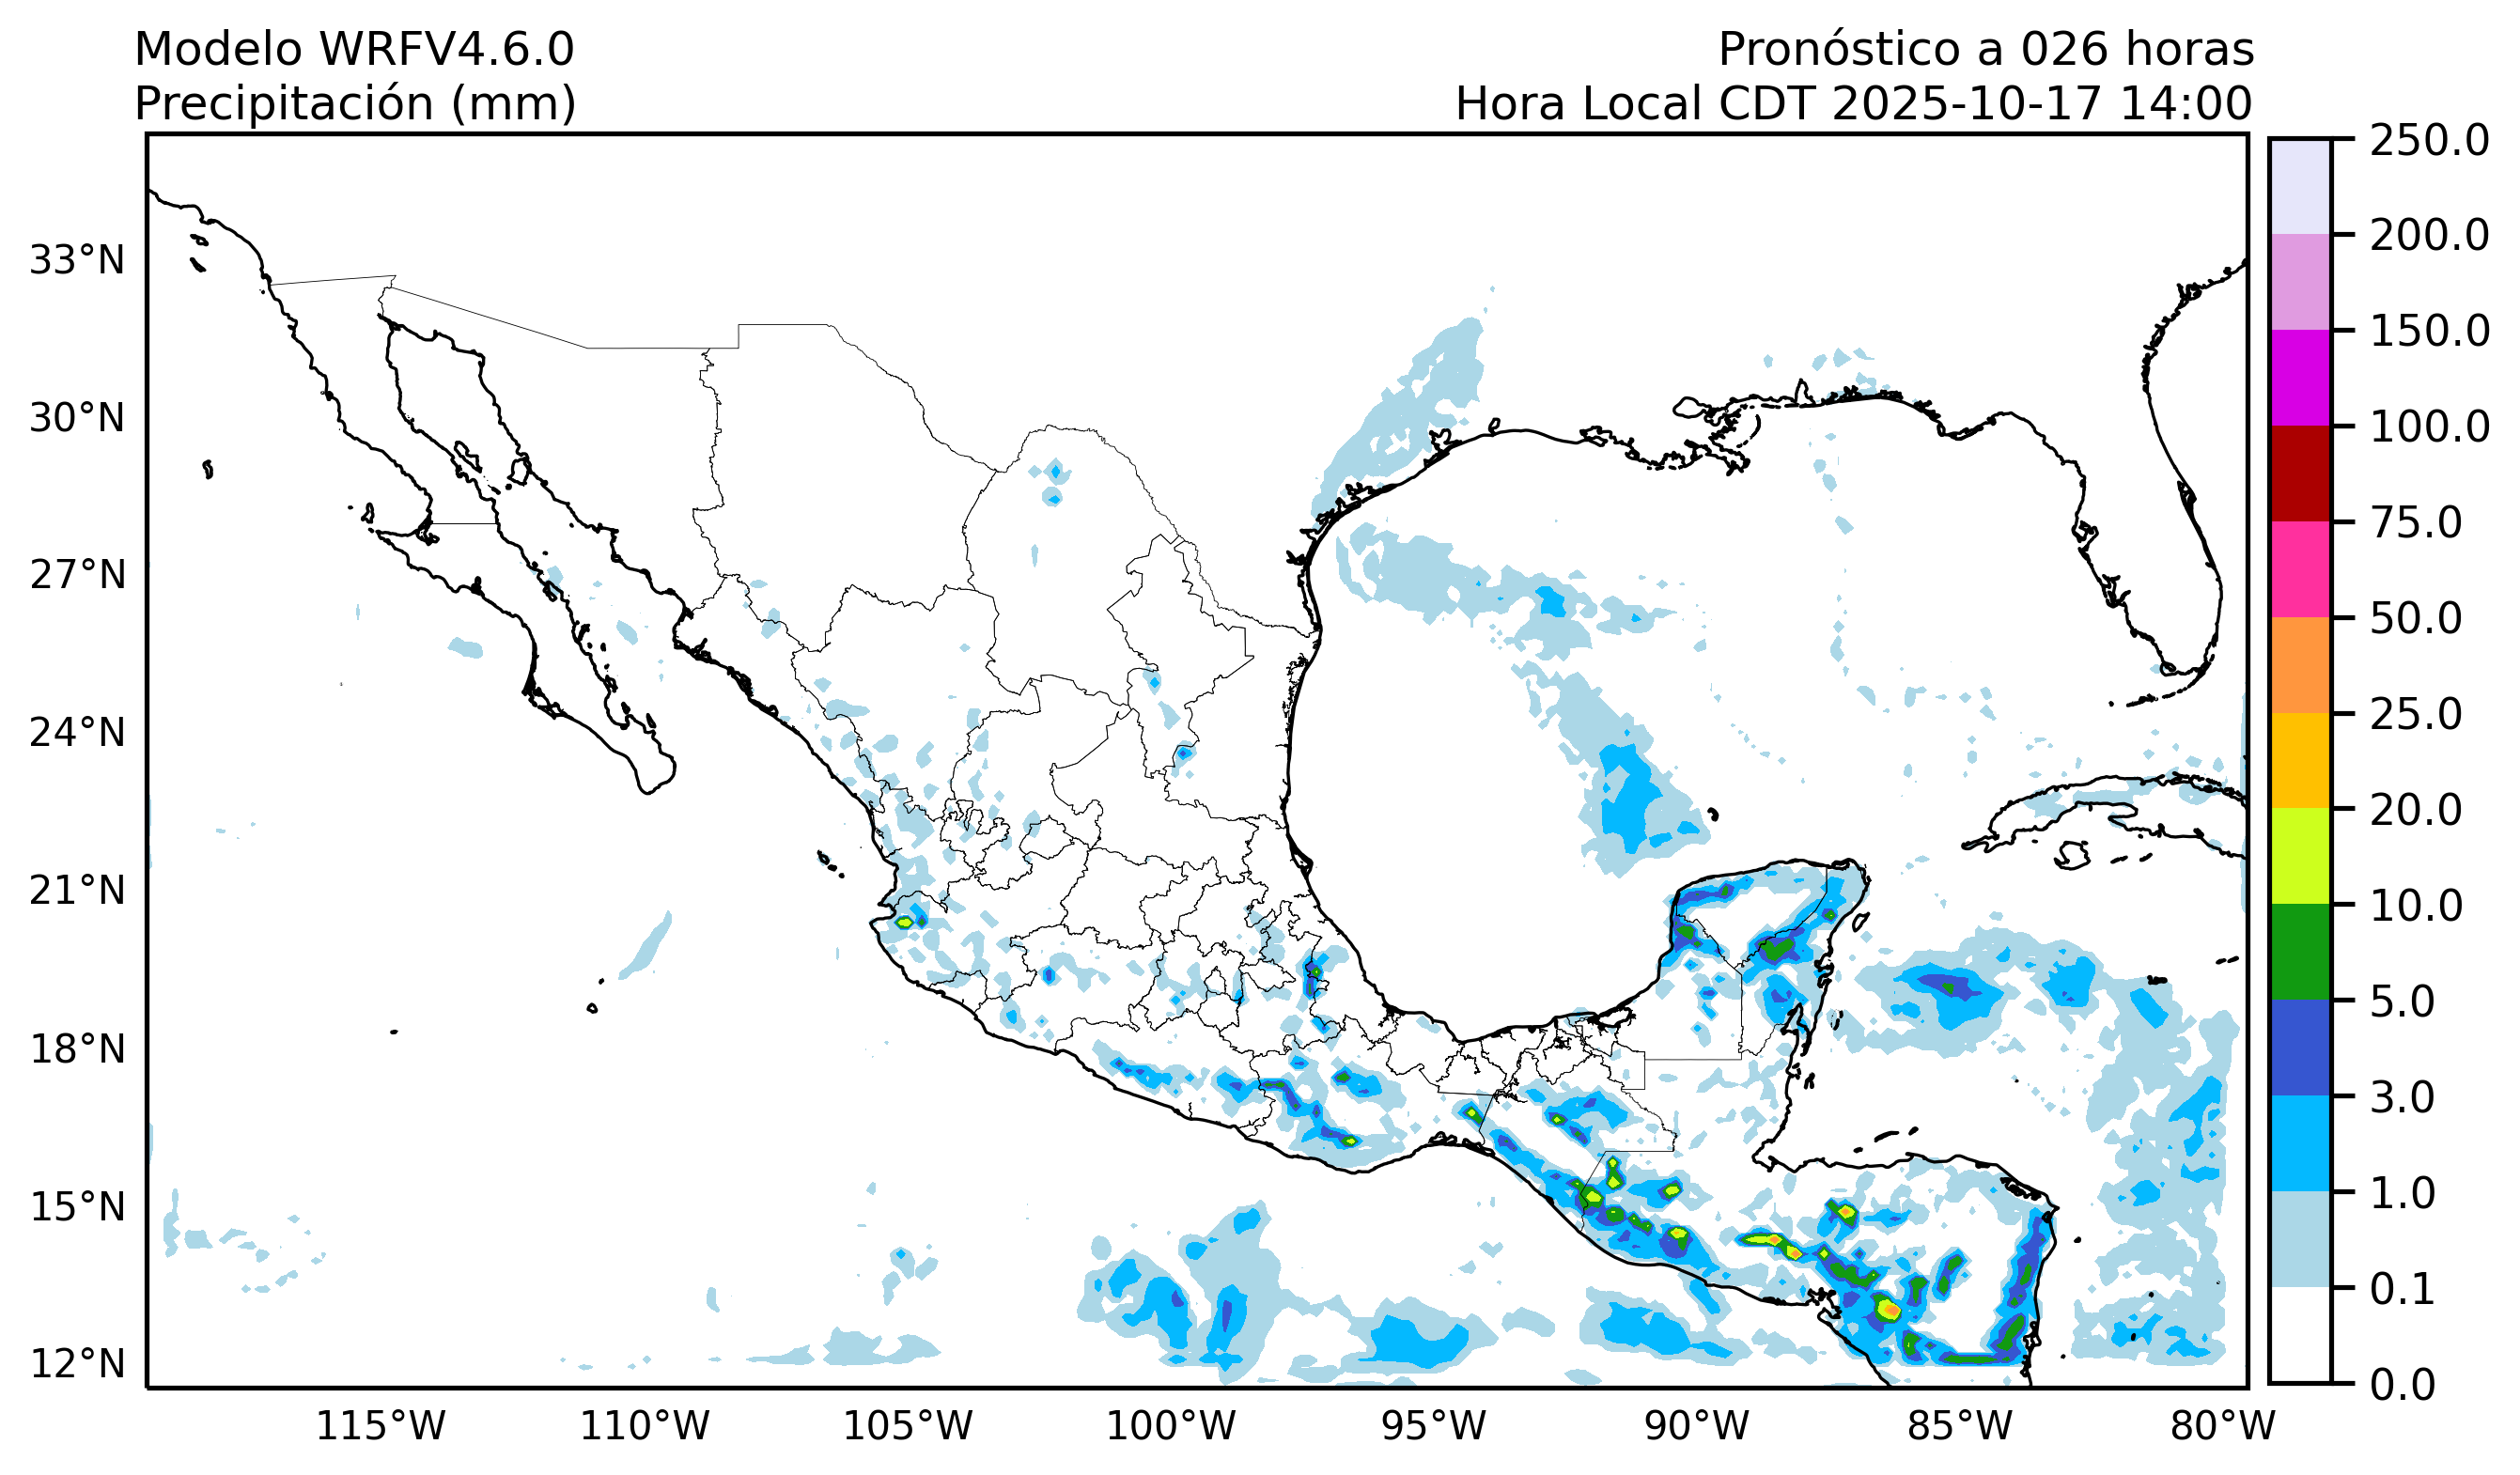 Modelo WRFV4.6.0
Precipitación (mm)
Pronóstico a 026 horas
Hora Local CDT 2025-10-17 14:00
33°N
30°N
27°N
24°N
21°N
18°N
15°N
12°N
115°W
110°W
105°W
100°W
95°W
90°W
85°W
80°W
250.0
200.0
150.0
100.0
75.0
50.0
25.0
20.0
10.0
5.0
3.0
1.0
0.1
0.0